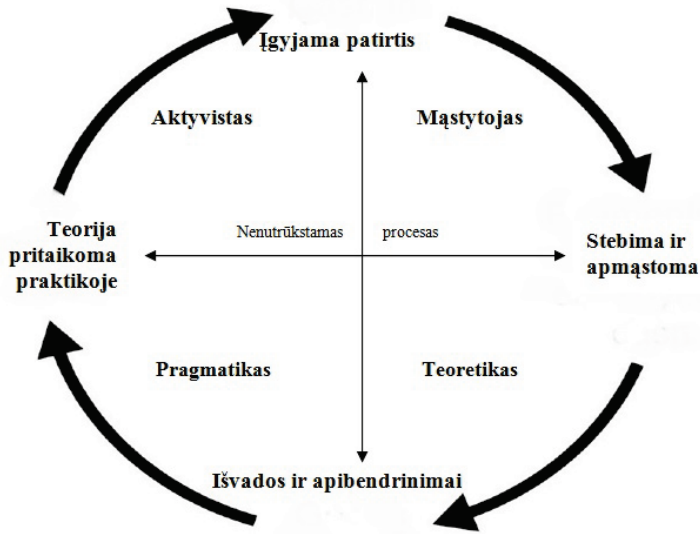 Įgyjama patirtis
Aktyvistas
Mąstytojas
Teorija
pritaikoma
praktikoje
Nenutrūkstamas procesas
Stebima ir
apmąstoma
Pragmatikas
Teoretikas
Išvados ir apibendrinimai